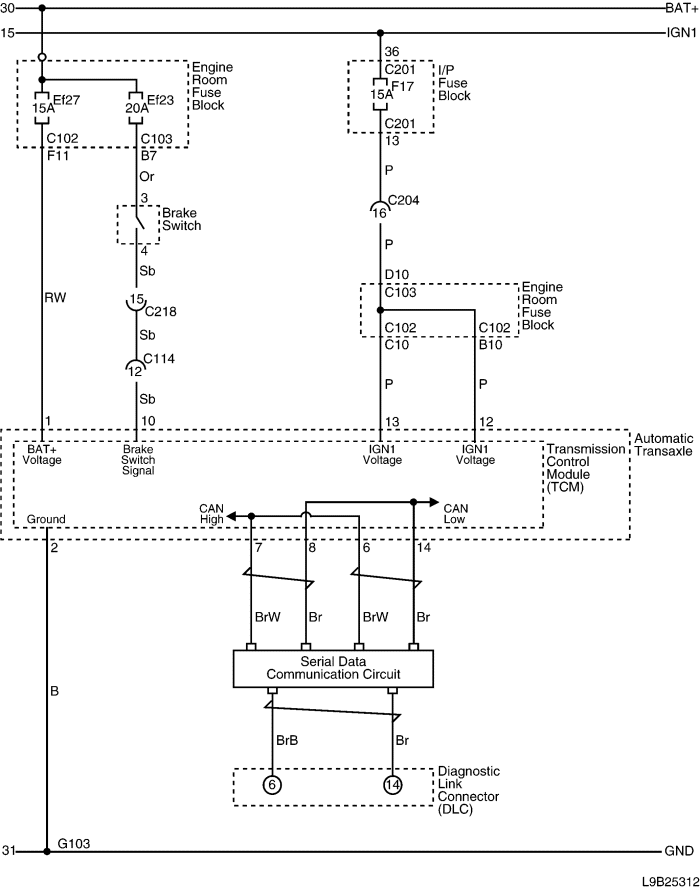 30 BAT+
15 IGN1
36
Engine
Room
Fuse
Block
C201
I/P
Fuse
Block
F17
15A
Ef27
15A
Ef23
20A
C201
C102
C103
13
F11
B7
Or
P
3
Brake
Switch
C204
16
4
Sb
P
D10
C103
Engine
Room
Fuse
Block
RW
15
C218
Sb
C102
C102
C10
B10
C114
12
Sb
P
P
1
10
13
12
Automatic
Transaxle
BAT+
Voltage
Brake
Switch
Signal
IGN1
Voltage
IGN1
Voltage
Transmission
Control
Module
(TCM)
CAN
High
CAN
Low
Ground
2
7
8
6
14
BrW
Br
BrW
Br
Serial Data
Communication Circuit
B
BrB
Br
6
14
Diagnostic
Link
Connector
(DLC)
G103
31 GND
L9B25312